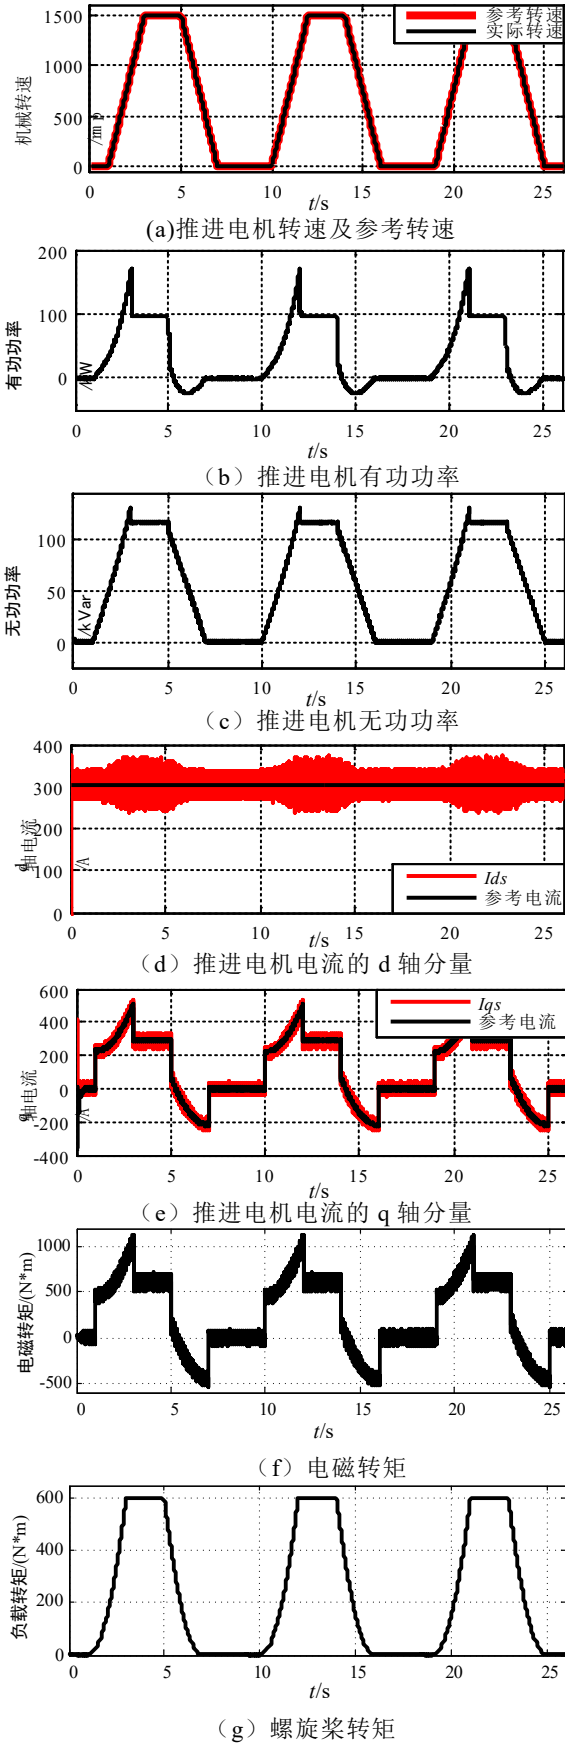 1500
1000
500
0
机械转速
/m p
参考转速
实际转速
0 5 10 15 20 25
t/s
(a)推进电机转速及参考转速
200
100
0
有功功率
/kW
0 5 10 15 20 25
t/s
（b）推进电机有功功率
100
50
0
无功功率
/kVar
0 5 10 15 20 25
t/s
（c）推进电机无功功率
400
300
200
100
0
d
轴电流
/A
Ids
参考电流
0 5 10 15 20 25
t/s
（d）推进电机电流的 d 轴分量
600
400
200
0
-200
-400
q
轴电流
/A
Iqs
参考电流
0 5 10 15 20 25
t/s
（e）推进电机电流的 q 轴分量
1000
500
0
-500
电磁转矩/(N*m)
0 5 10 15 20 25
t/s
（f）电磁转矩
600
400
200
0
负载转矩/(N*m)
0 5 10 15 20 25
t/s
（g）螺旋桨转矩